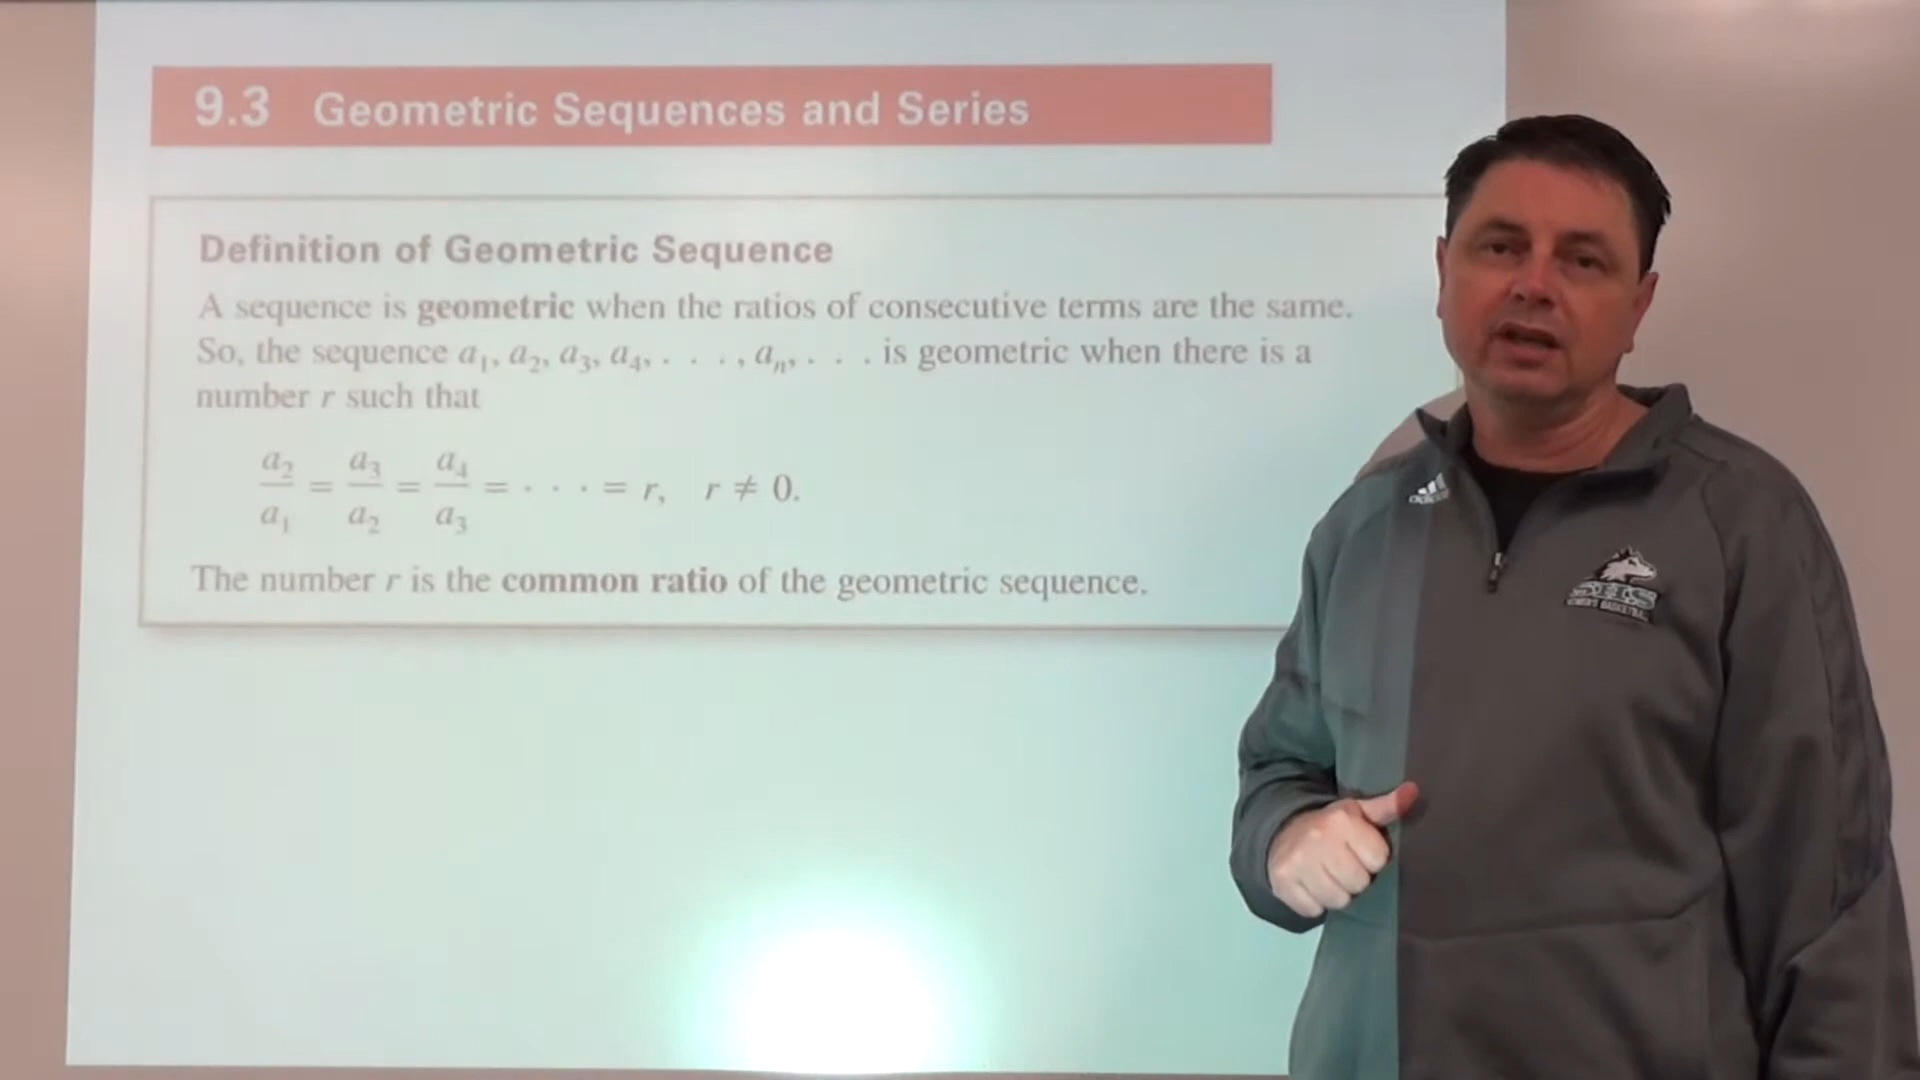 9.3 Geometric Sequences and Series
Definition of Geometric Sequence
A sequence is geometric when the ratios of consecutive terms are the same.
So, the sequence a₁, a₂, a₃, a₄, . . . , aₙ, . . . is geometric when there is a
number r such that
a₂/a₁ = a₃/a₂ = a₄/a₃ = · · · = r, r ≠ 0.
The number r is the common ratio of the geometric sequence.
adidas
SHS